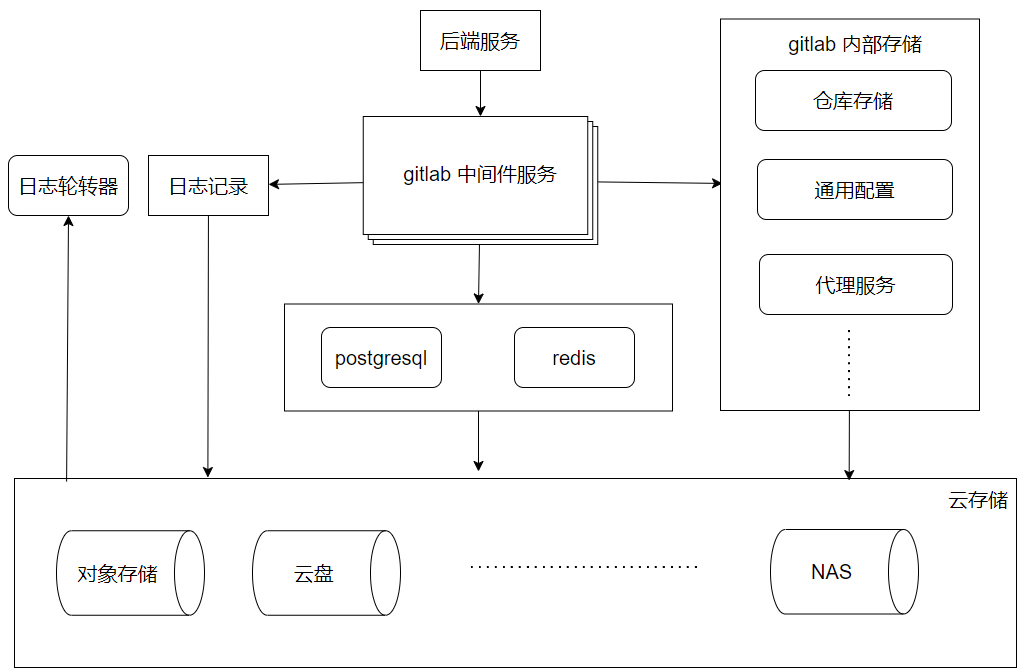 后端服务
gitlab 内部存储
仓库存储
gitlab 中间件服务
日志轮转器
日志记录
通用配置
代理服务
postgresql
redis
云存储
对象存储
云盘
NAS